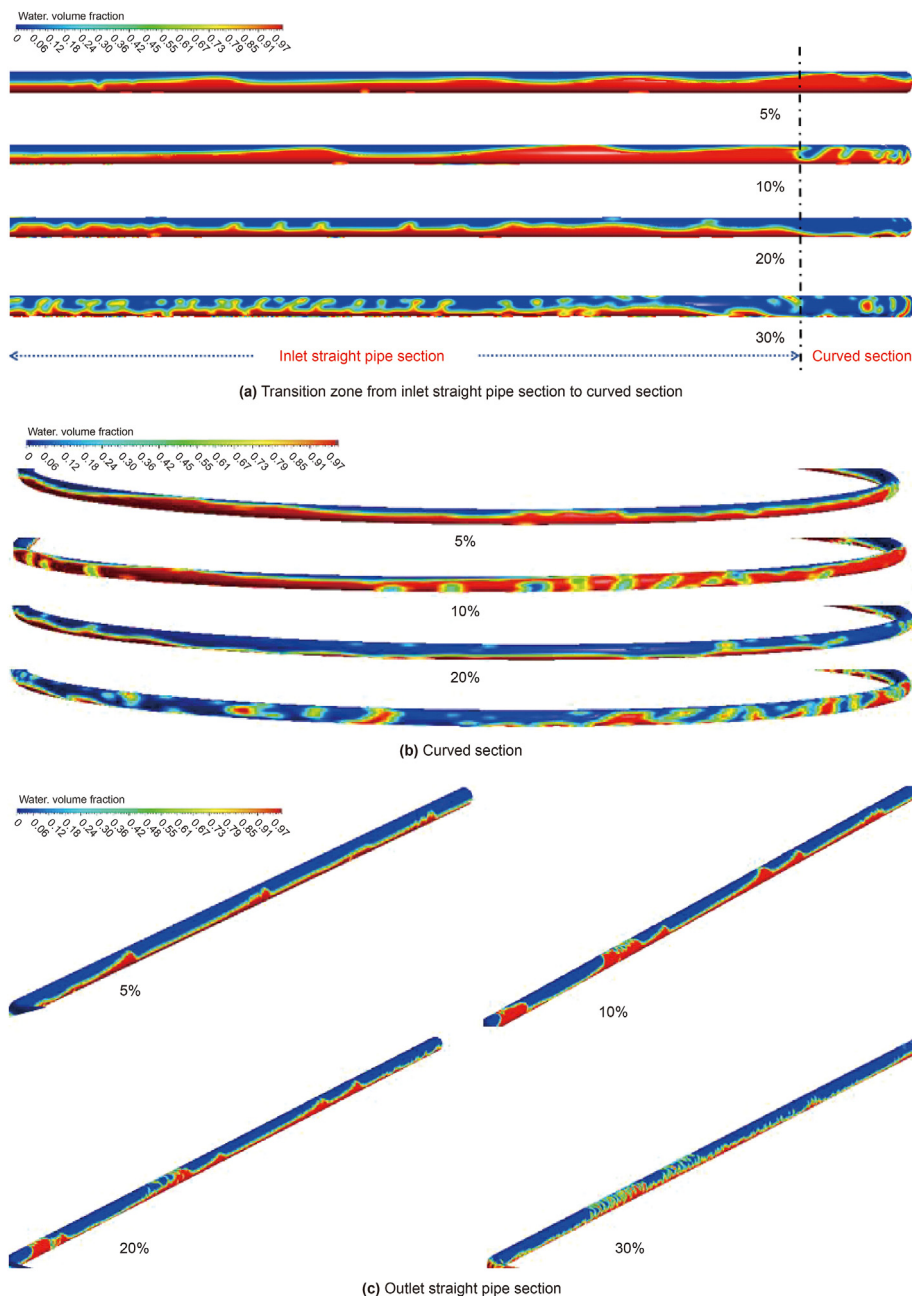 Water. volume fraction
0 0.06 0.12 0.18 0.24 0.30 0.36 0.42 0.45 0.55 0.61 0.67 0.73 0.79 0.85 0.91 0.97
5%
10%
20%
30%
Inlet straight pipe section
Curved section
(a) Transition zone from inlet straight pipe section to curved section
Water. volume fraction
0 0.06 0.12 0.18 0.24 0.30 0.36 0.42 0.45 0.55 0.61 0.67 0.73 0.79 0.85 0.91 0.97
5%
10%
20%
(b) Curved section
Water. volume fraction
0 0.06 0.12 0.18 0.24 0.30 0.36 0.42 0.48 0.55 0.61 0.67 0.73 0.79 0.85 0.91 0.97
5%
10%
20%
30%
(c) Outlet straight pipe section